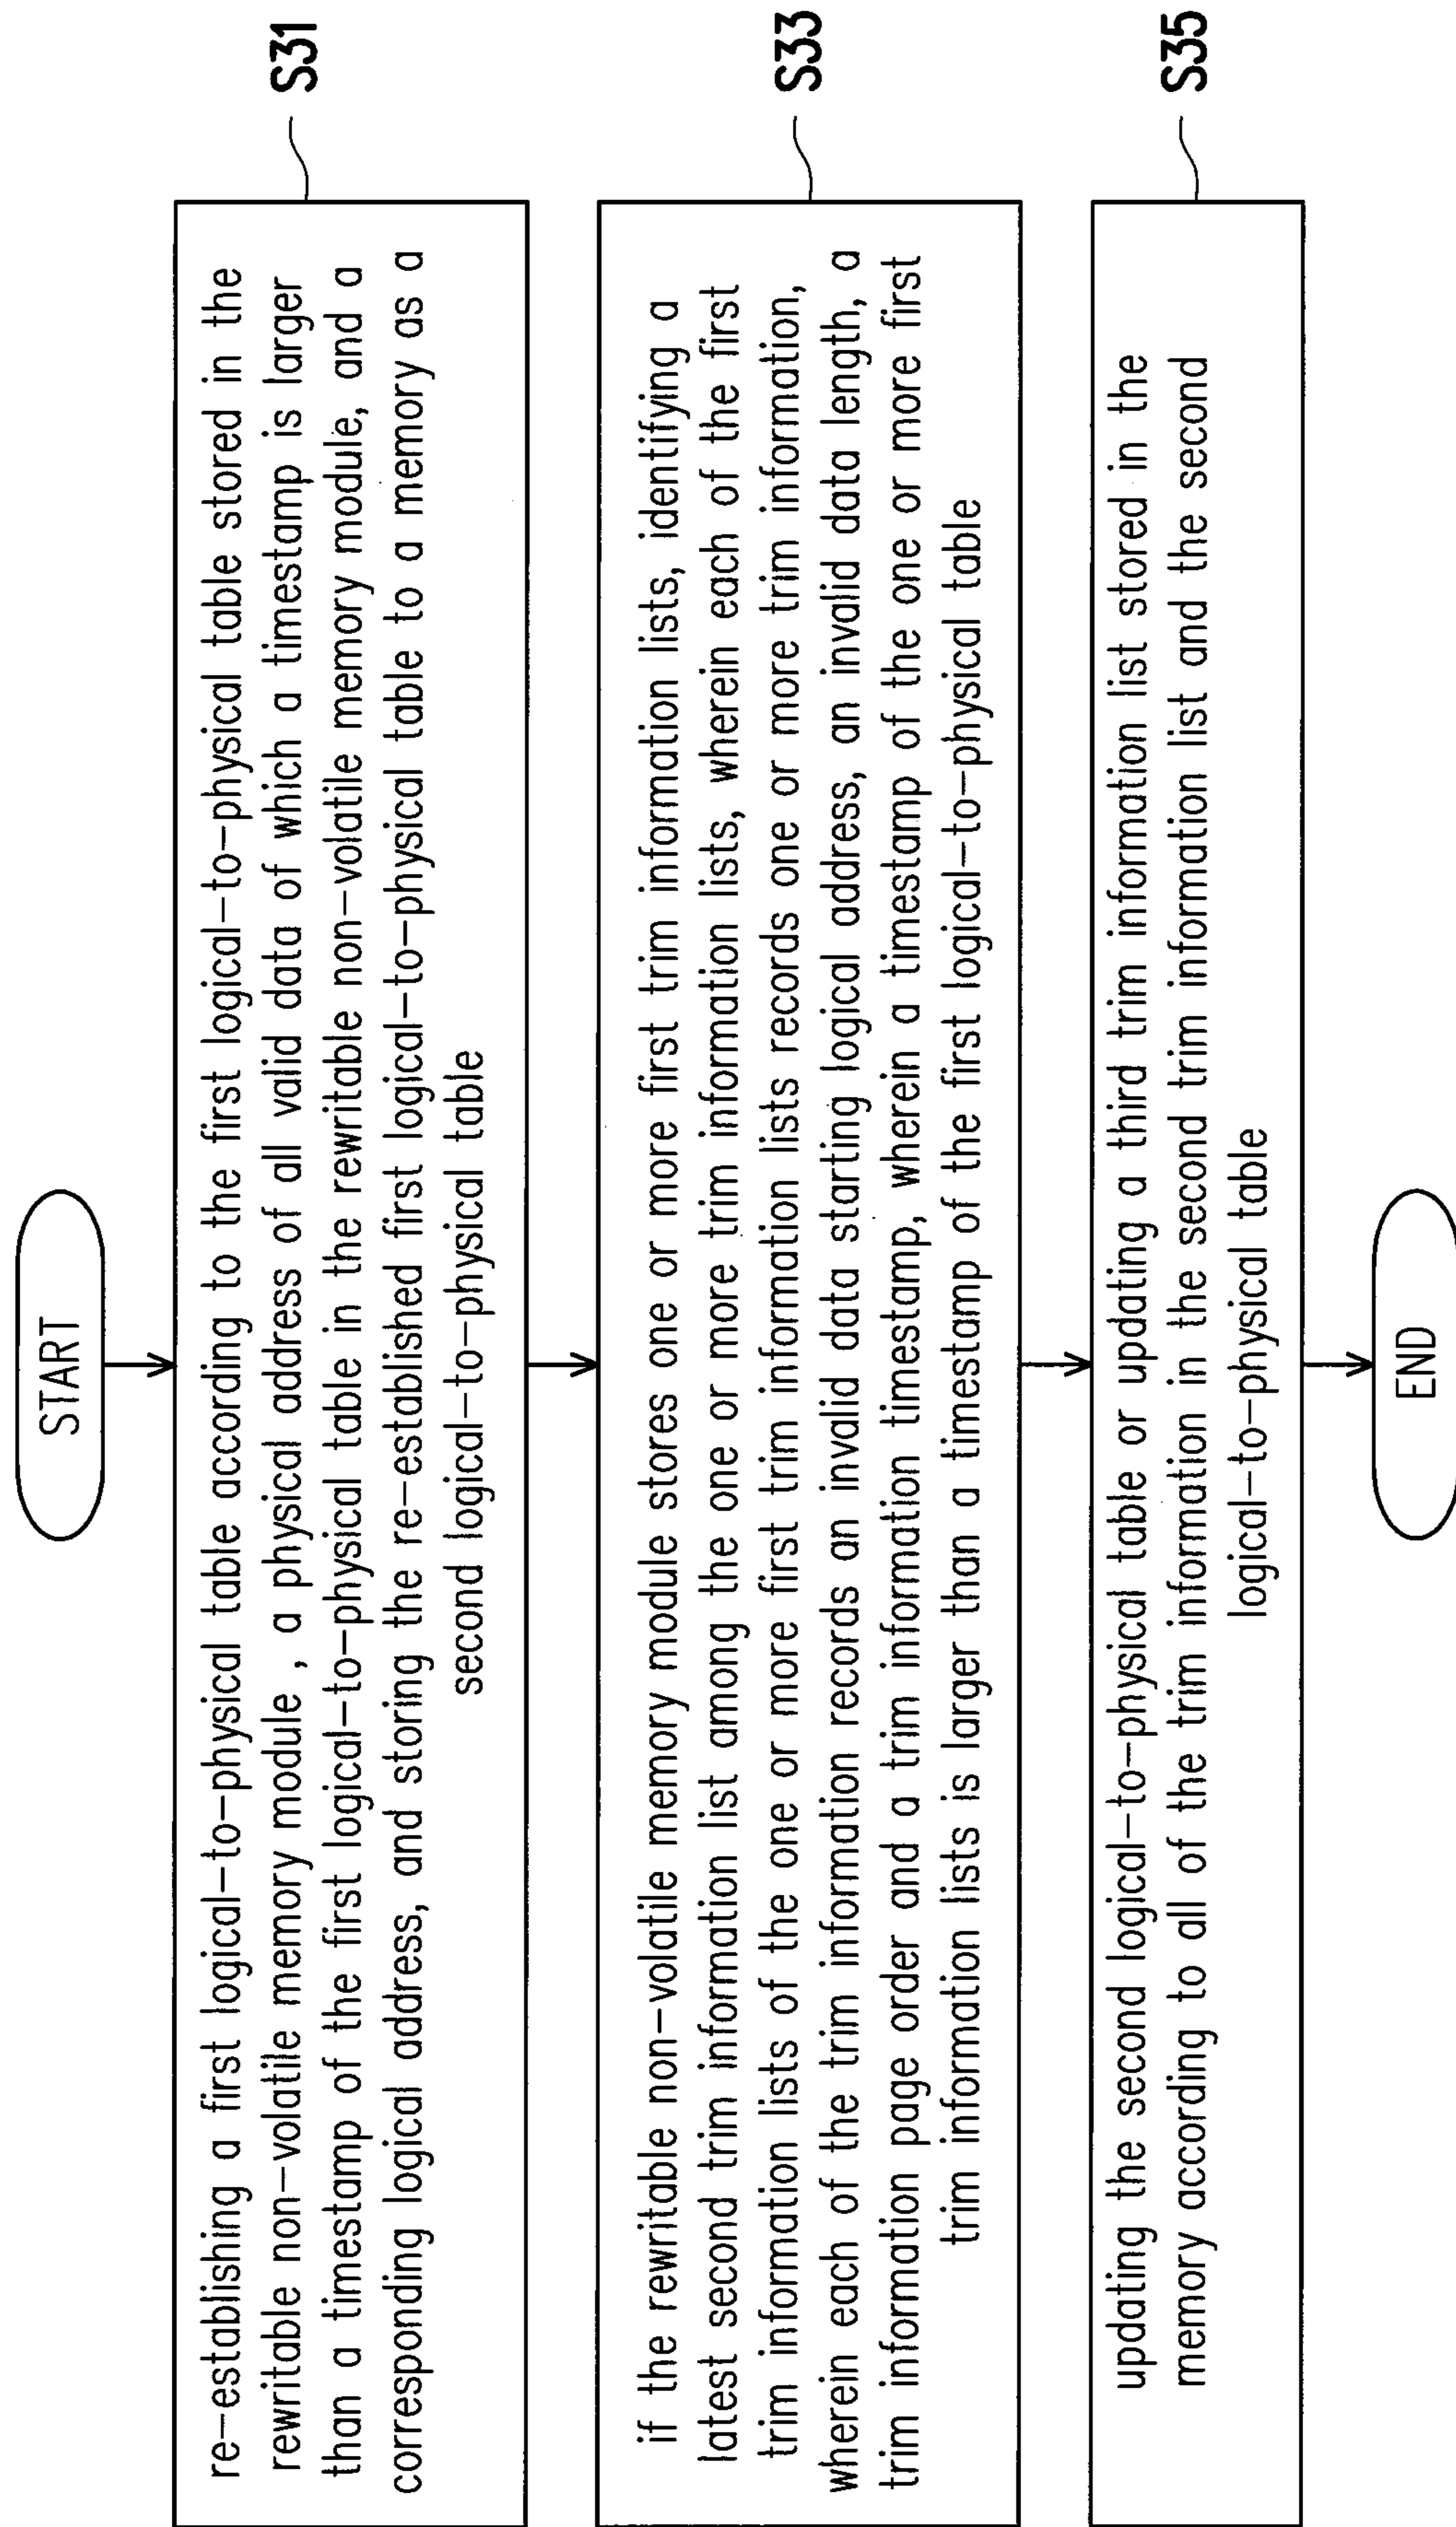 START
re-establishing a first logical-to-physical table according to the first logical-to-physical table stored in the
rewritable non-volatile memory module , a physical address of all valid data of which a timestamp is larger
than a timestamp of the first logical-to-physical table in the rewritable non-volatile memory module, and a
corresponding logical address, and storing the re-established first logical-to-physical table to a memory as a
second logical-to-physical table
S31
if the rewritable non-volatile memory module stores one or more first trim information lists, identifying a
latest second trim information list among the one or more trim information lists, wherein each of the first
trim information lists of the one or more first trim information lists records one or more trim information,
wherein each of the trim information records an invalid data starting logical address, an invalid data length, a
trim information page order and a trim information timestamp, wherein a timestamp of the one or more first
trim information lists is larger than a timestamp of the first logical-to-physical table
S33
updating the second logical-to-physical table or updating a third trim information list stored in the
memory according to all of the trim information in the second trim information list and the second
logical-to-physical table
S35
END